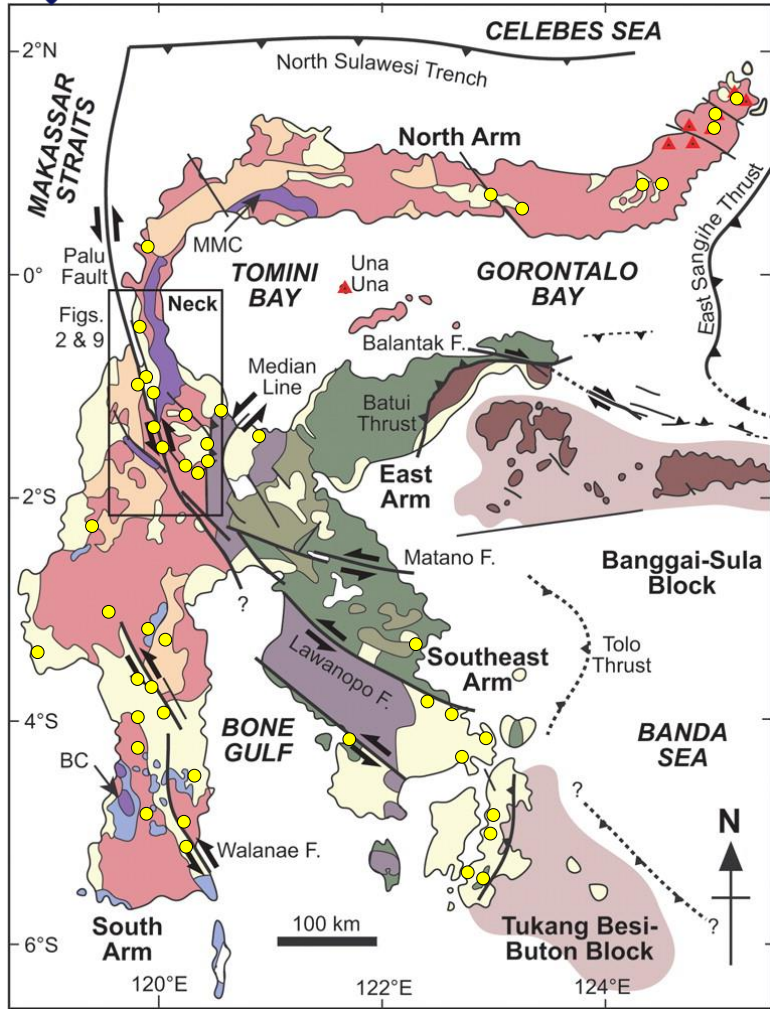 CELEBES SEA
2°N
North Sulawesi Trench
MAKASSAR
STRAITS
North Arm
MMC
Palu
Fault
0°
TOMINI
BAY
Una
Una
GORONTALO
BAY
East Sangihe Thrust
Neck
Figs.
2 & 9
Balantak F.
Median
Line
Batui
Thrust
East
Arm
2°S
Matano F.
Banggai-Sula
Block
?
Tolo
Thrust
Lawanopo F.
Southeast
Arm
4°S
BONE
GULF
BANDA
SEA
BC
?
N
Walanae F.
South
Arm
100 km
Tukang Besi-
Buton Block
?
6°S
120°E
122°E
124°E